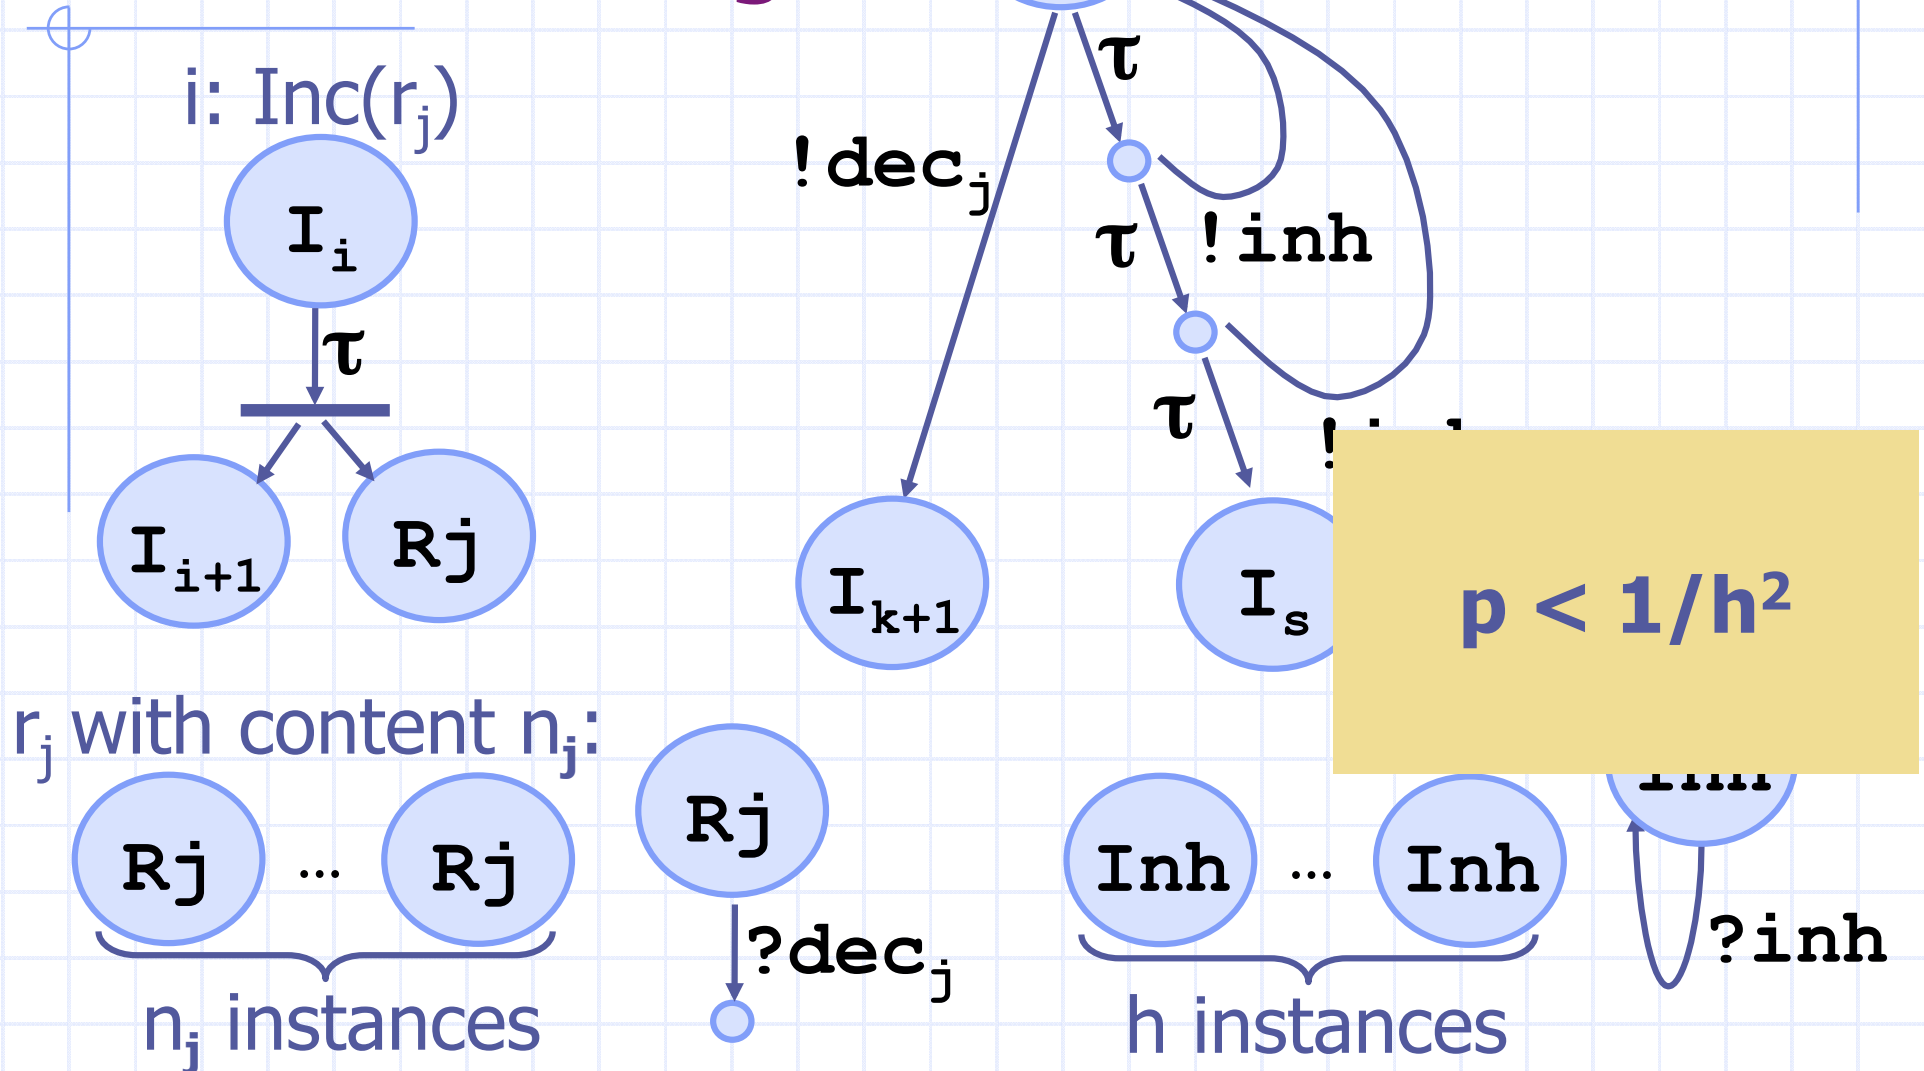 i: Inc(rj)
τ
!decj
Ii
τ
!inh
τ
τ
Ii+1
Rj
Ik+1
Is
p < 1/h²
rj with content nj:
Rj
...
Rj
Rj
Inh
...
Inh
Inh
?decj
?inh
nj instances
h instances